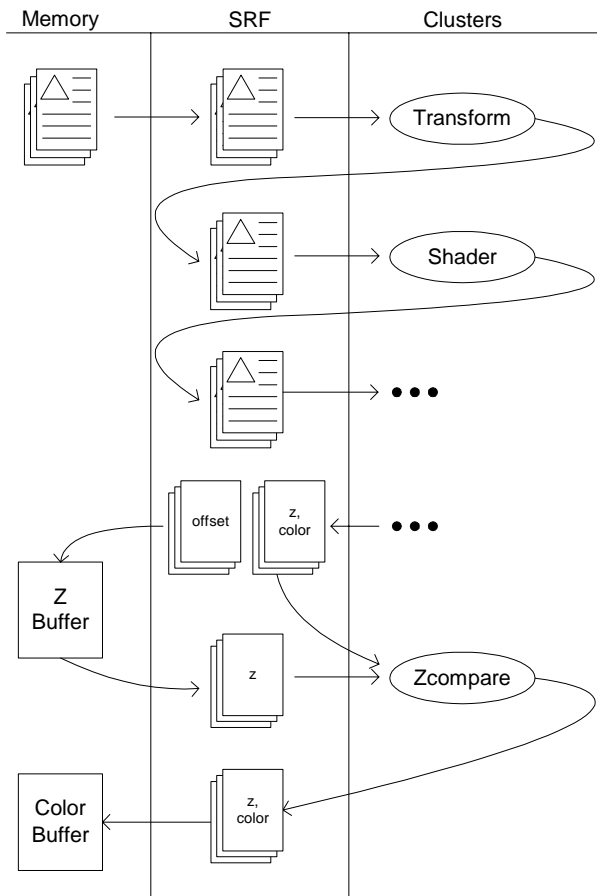 Memory
SRF
Clusters
Transform
Shader
offset
z,
color
Z
Buffer
z
Zcompare
Color
Buffer
z,
color